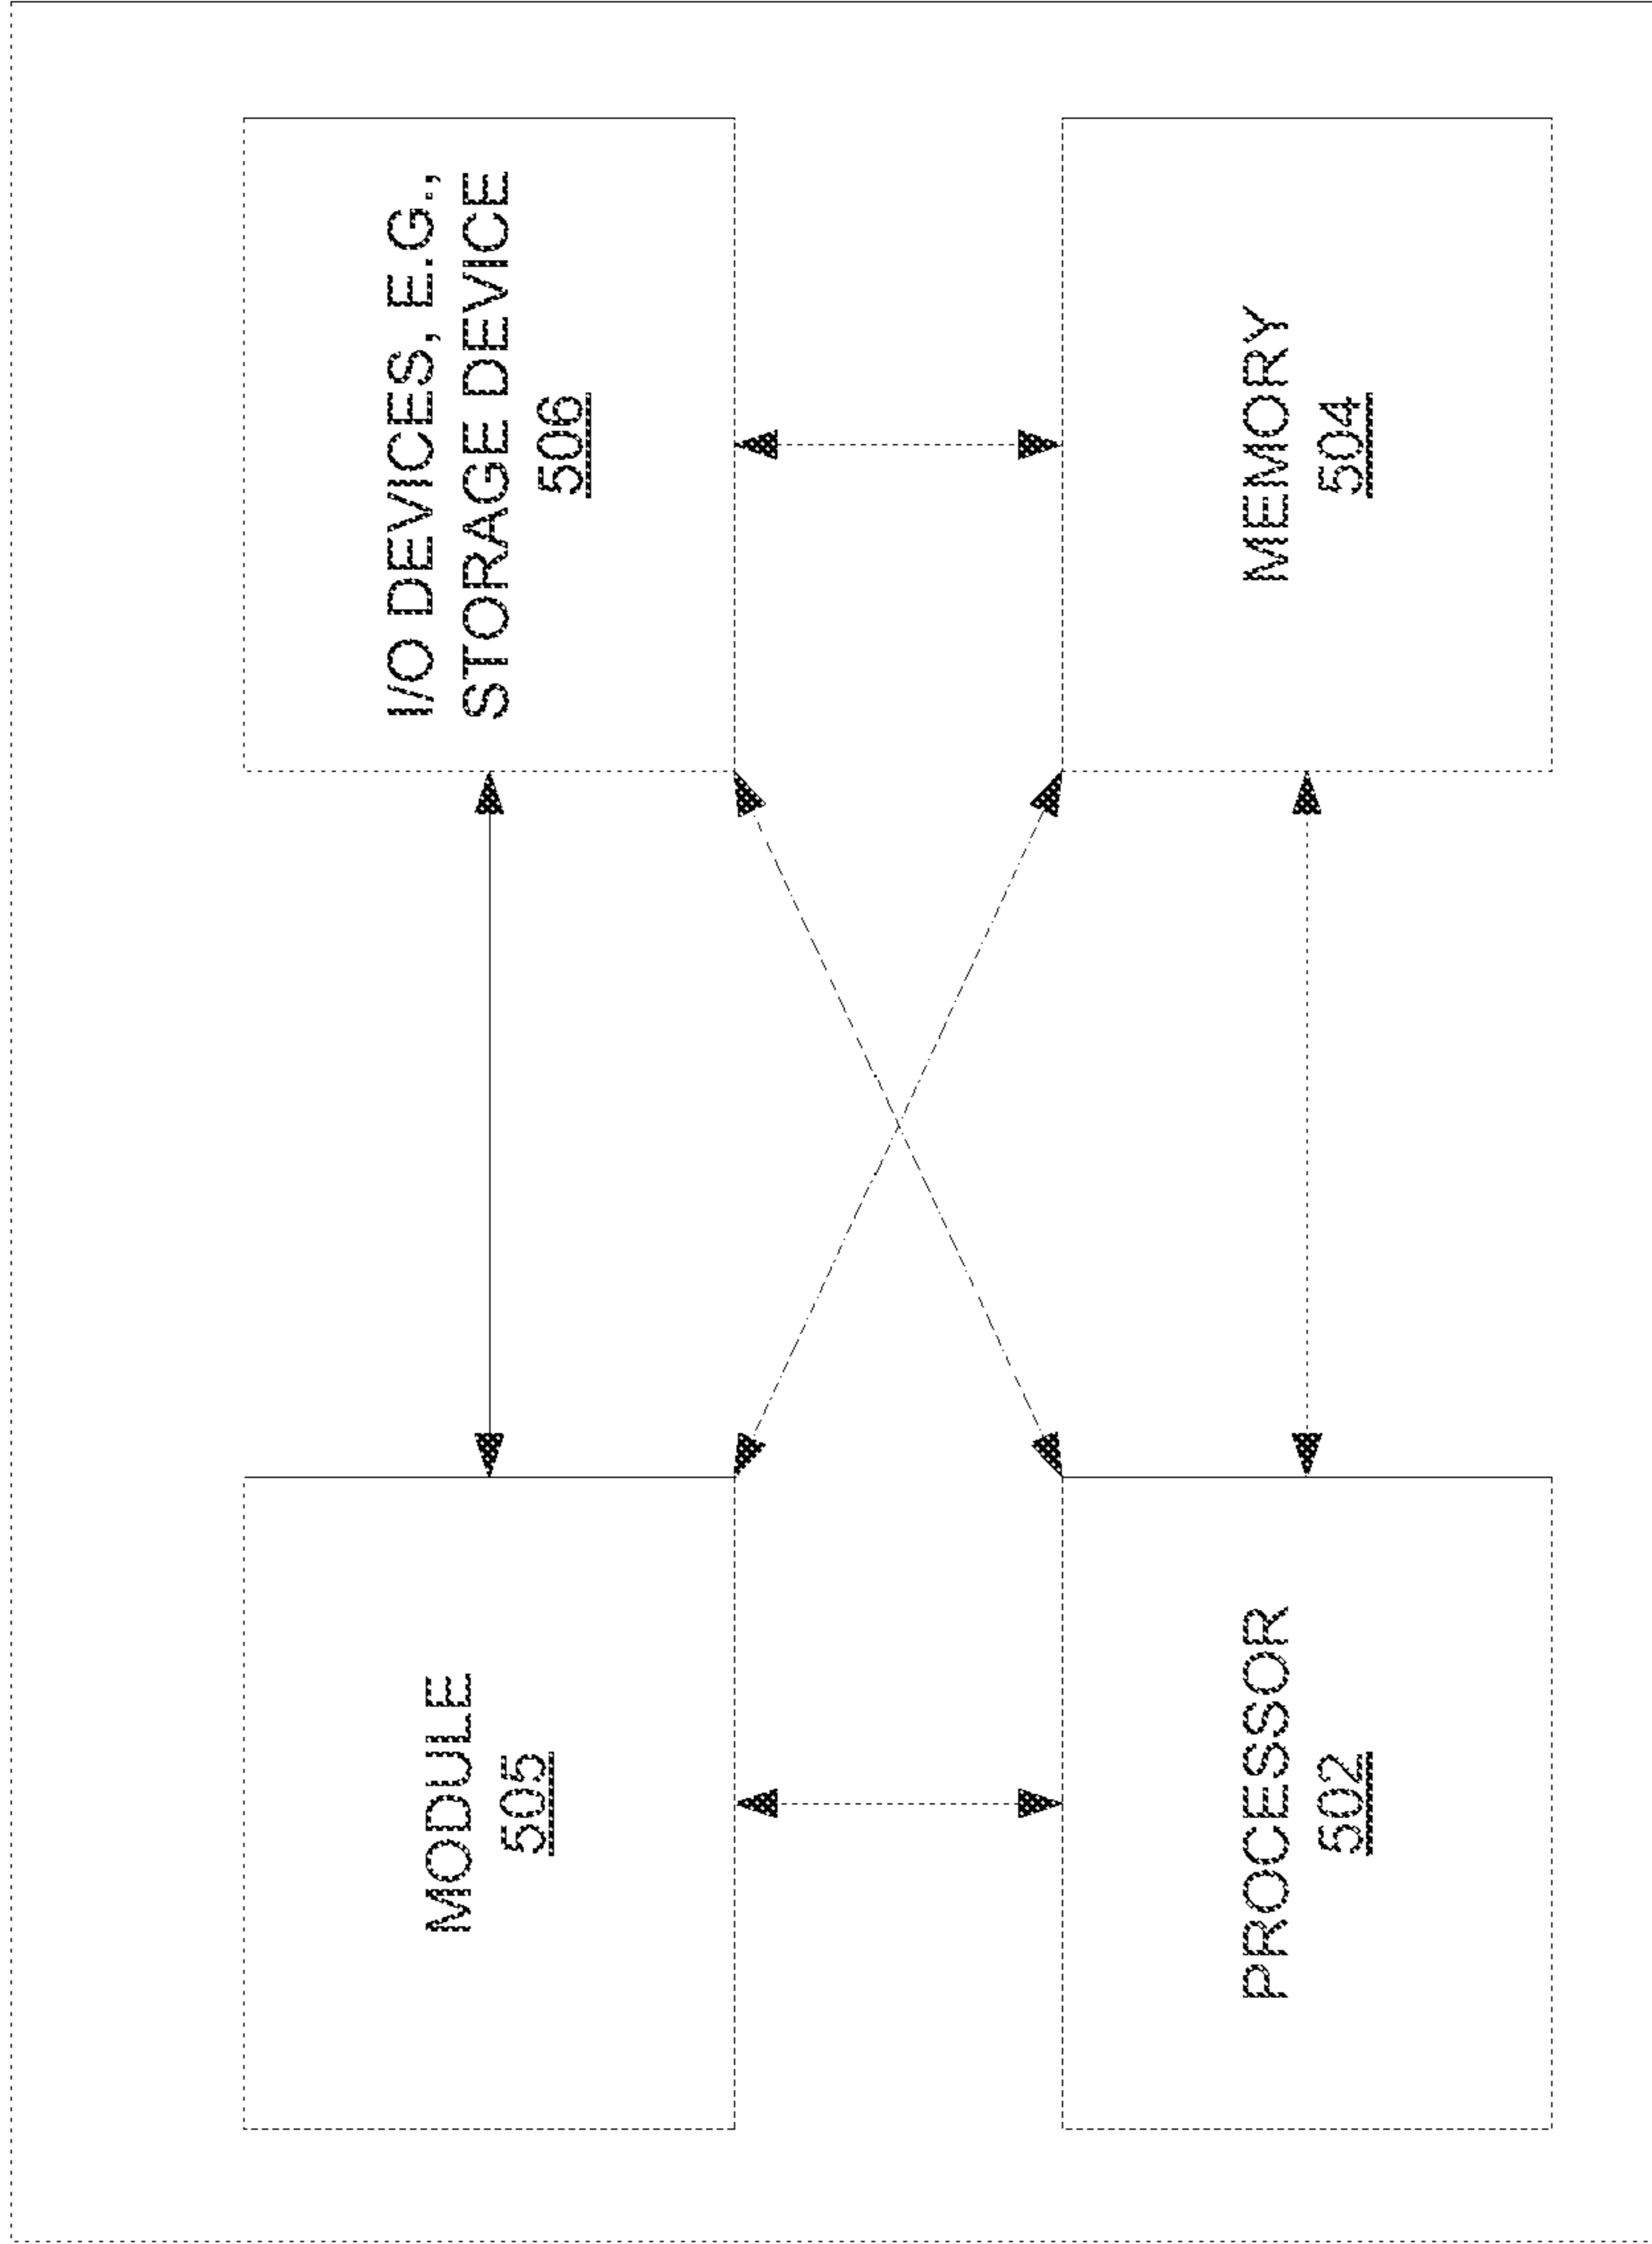 MODULE
505
I/O DEVICES, E.G.,
STORAGE DEVICE
506
PROCESSOR
502
MEMORY
504